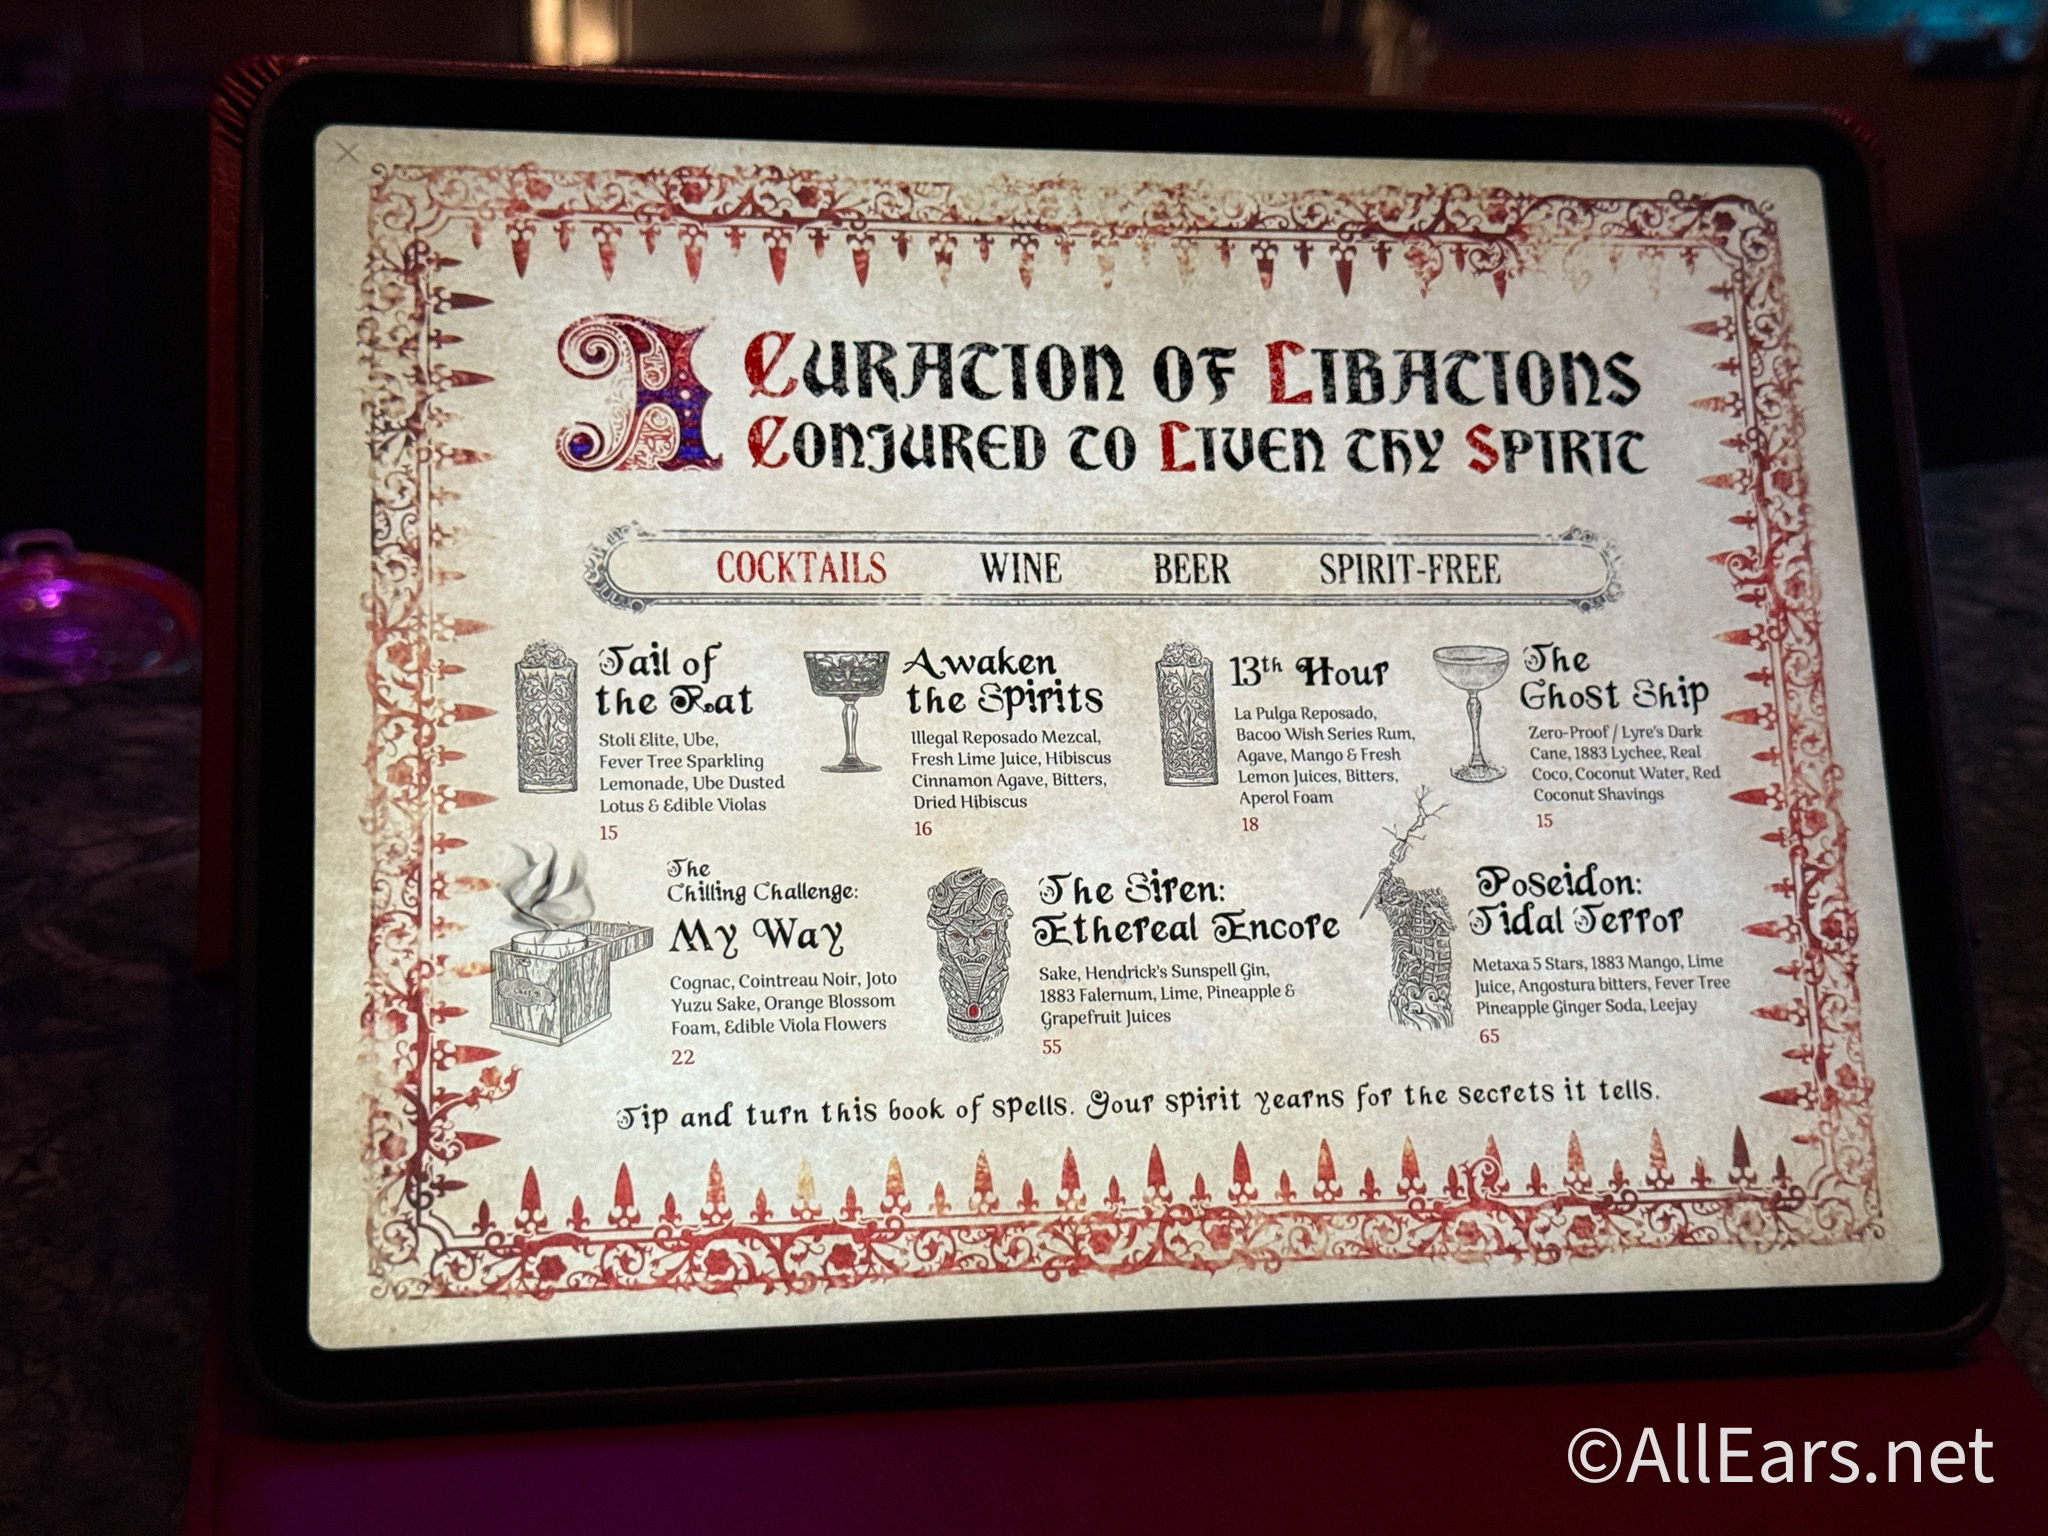 A Curation of Libations
Conjured to Liven thy Spirit
COCKTAILS WINE BEER SPIRIT-FREE
Tail of
the Rat
Stoli Elite, Ube,
Fever Tree Sparkling
Lemonade, Ube Dusted
Lotus & Edible Violas
15
Awaken
the Spirits
Illegal Reposado Mezcal,
Fresh Lime Juice, Hibiscus
Cinnamon Agave, Bitters,
Dried Hibiscus
16
13th Hour
La Pulga Reposado,
Bacoo Wish Series Rum,
Agave, Mango & Fresh
Lemon Juices, Bitters,
Aperol Foam
18
The
Ghost Ship
Zero-Proof / Lyre's Dark
Cane, 1883 Lychee, Real
Coco, Coconut Water, Red
Coconut Shavings
15
The
Chilling Challenge:
My Way
Cognac, Cointreau Noir, Joto
Yuzu Sake, Orange Blossom
Foam, Edible Viola Flowers
22
The Siren:
Ethereal Encore
Sake, Hendrick's Sunspell Gin,
1883 Falernum, Lime, Pineapple &
Grapefruit Juices
55
Poseidon:
Tidal Terror
Metaxa 5 Stars, 1883 Mango, Lime
Juice, Angostura bitters, Fever Tree
Pineapple Ginger Soda, Leejay
65
Tip and turn this book of spells. Your spirit yearns for the secrets it tells.
©AllEars.net